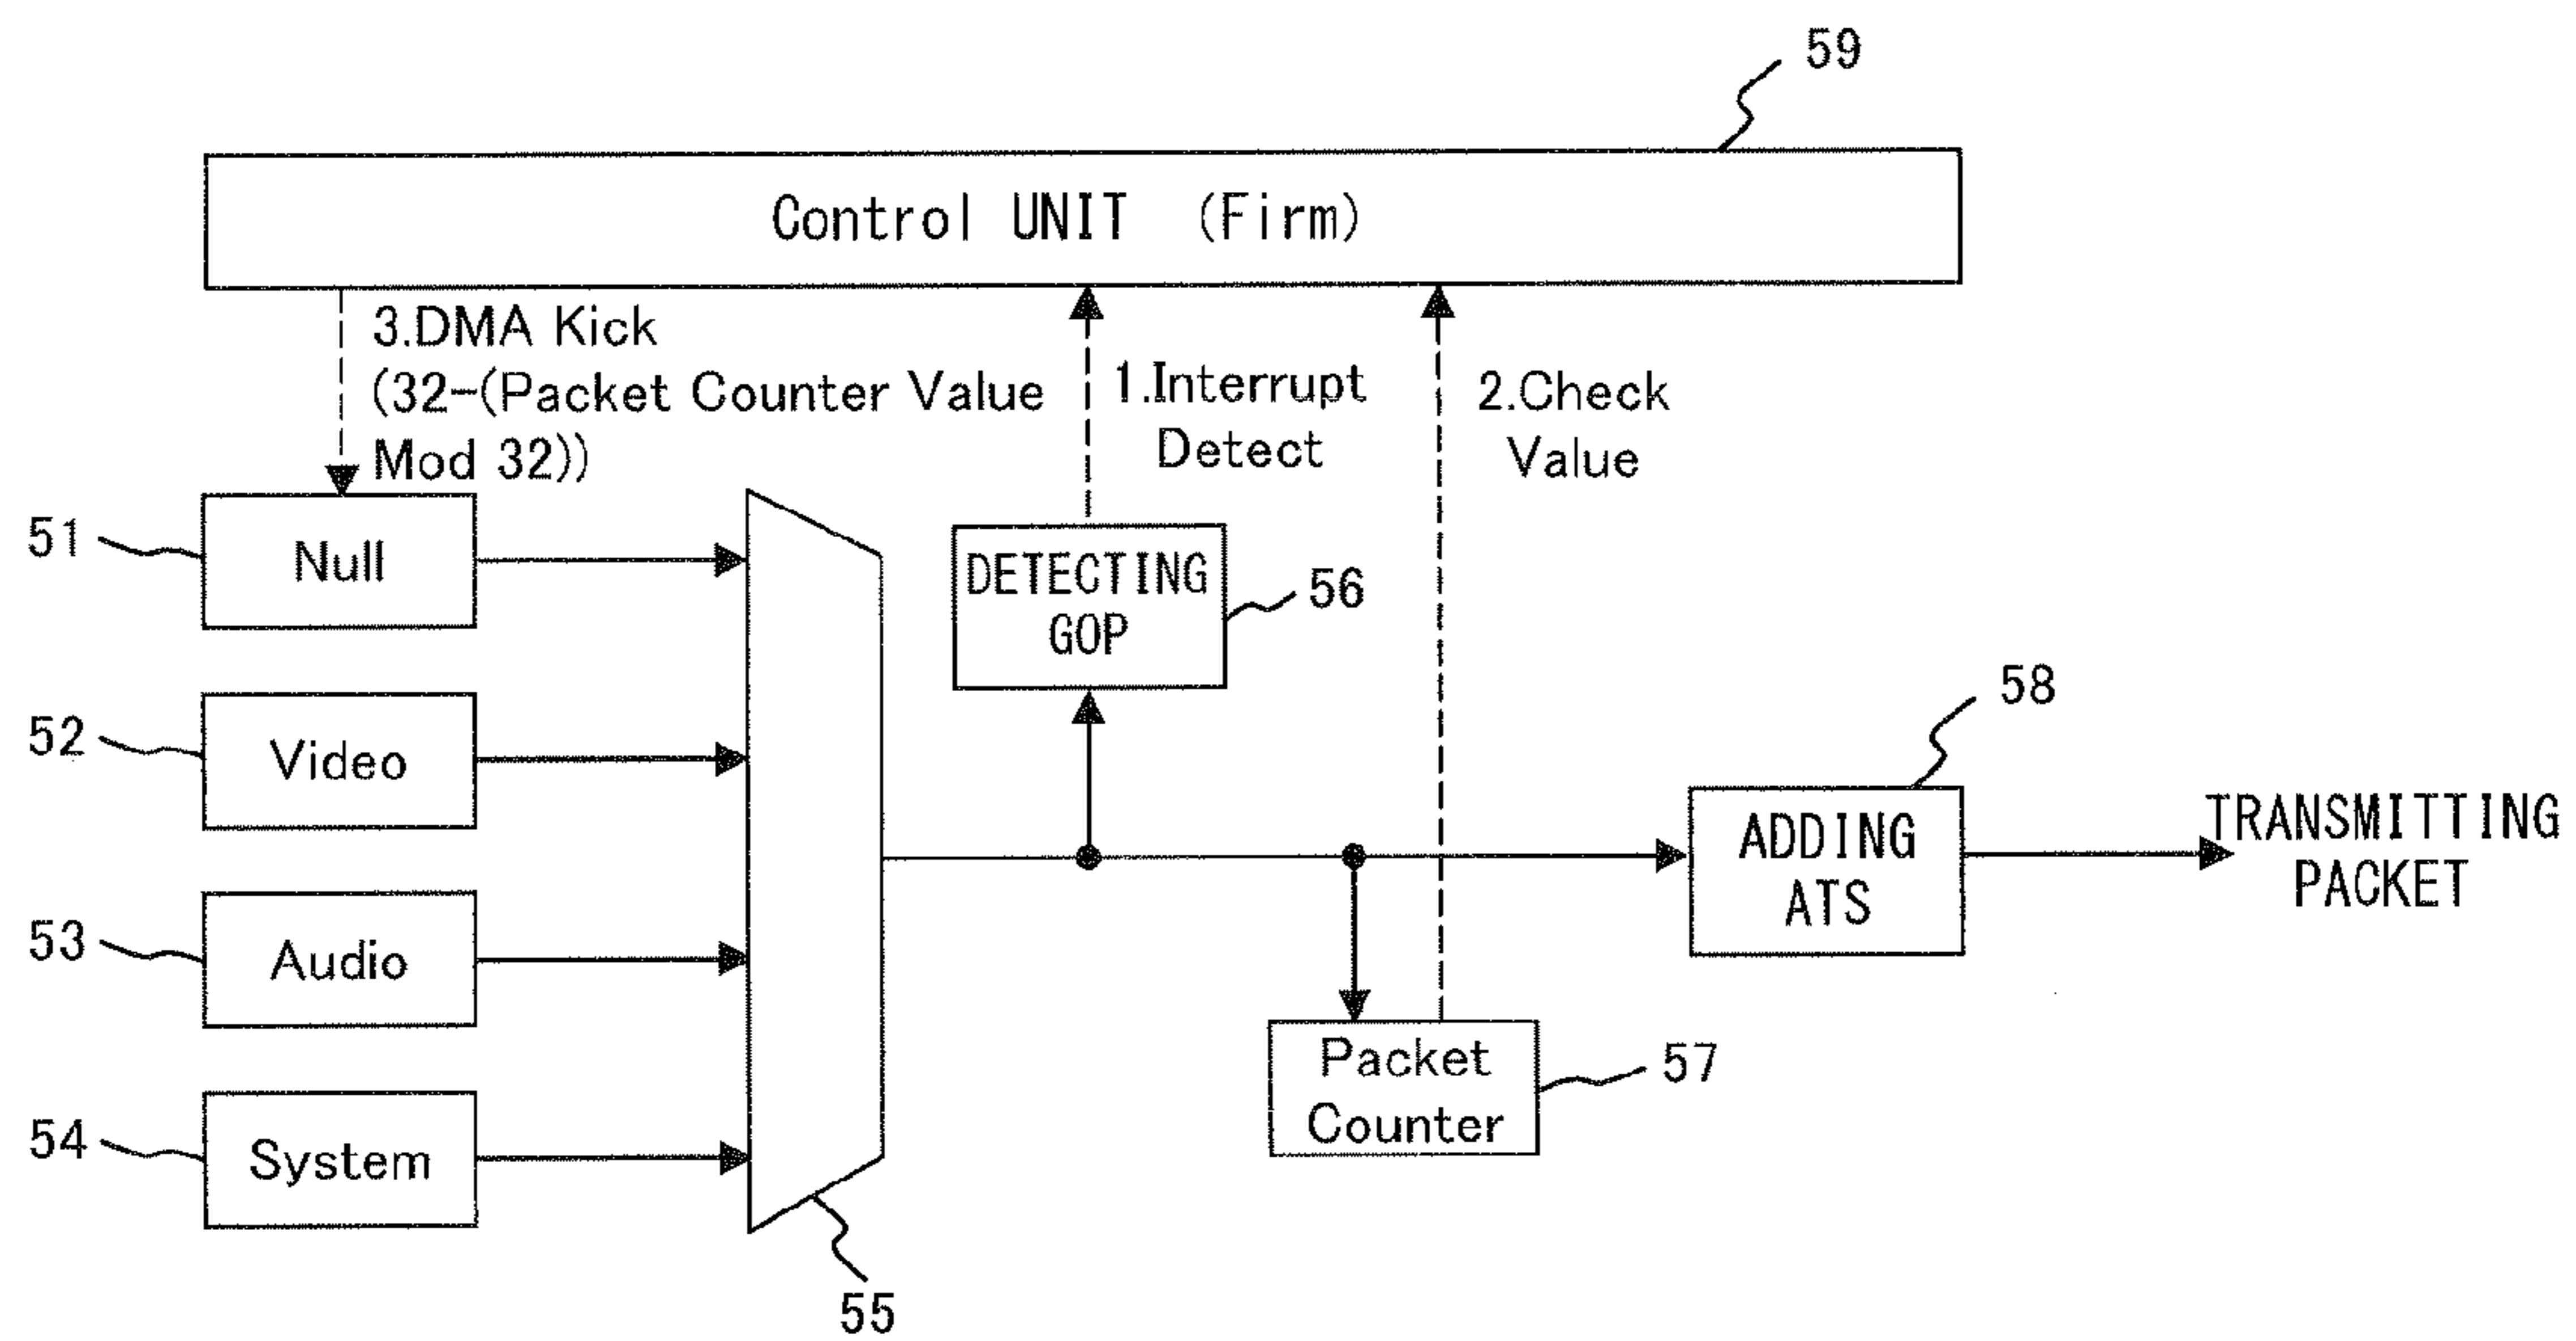 59
Control UNIT (Firm)
3.DMA Kick
(32-(Packet Counter Value
Mod 32))
1.Interrupt
Detect
2.Check
Value
51
Null
DETECTING
GOP
56
52
Video
58
ADDING
ATS
TRANSMITTING
PACKET
53
Audio
Packet
Counter
57
54
System
55